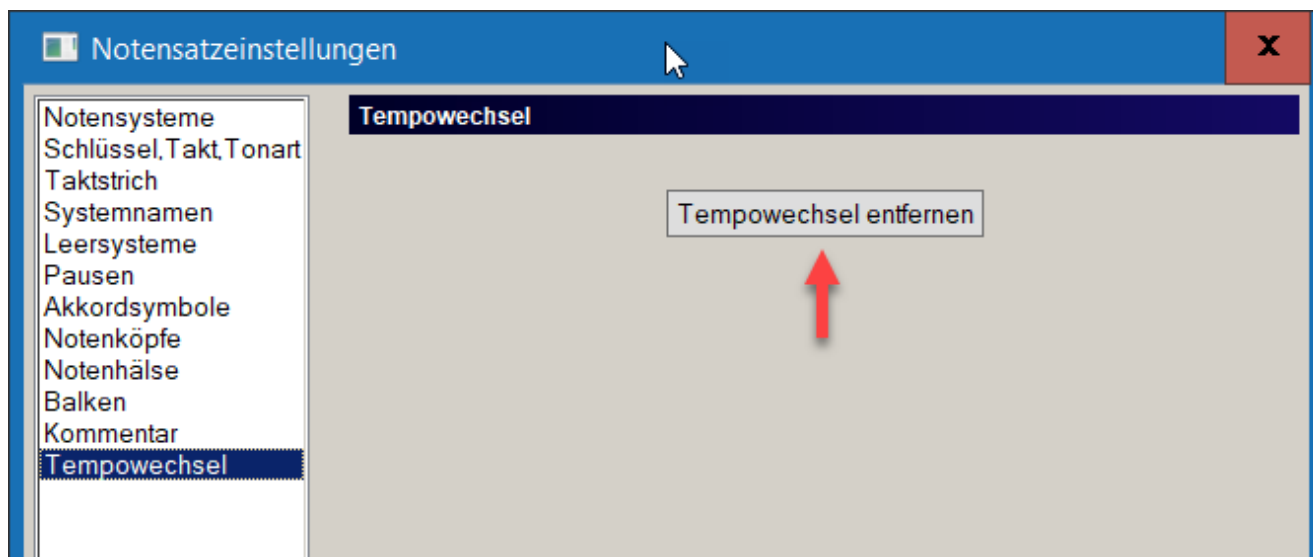 Notensatzeinstellungen
x
Notensysteme
Schlüssel,Takt,Tonart
Taktstrich
Systemnamen
Leersysteme
Pausen
Akkordsymbole
Notenköpfe
Notenhälse
Balken
Kommentar
Tempowechsel
Tempowechsel
Tempowechsel entfernen